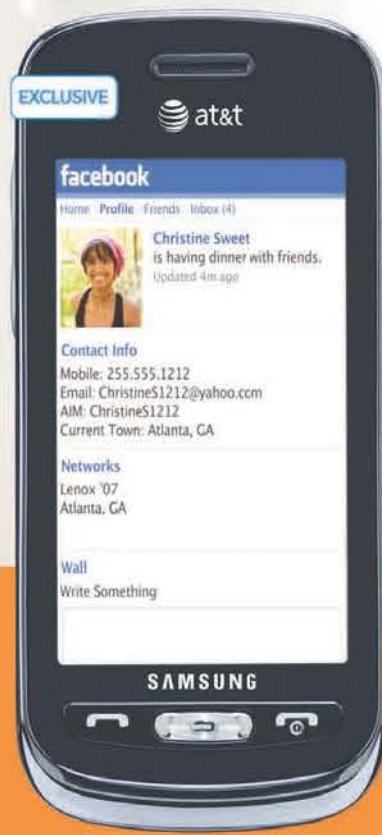 EXCLUSIVE
at&t
facebook
Home Profile Friends Inbox (4)
Christine Sweet
is having dinner with friends.
Updated 4m ago
Contact Info
Mobile: 255.555.1212
Email: ChristineS1212@yahoo.com
AIM: ChristineS1212
Current Town: Atlanta, GA
Networks
Lenox '07
Atlanta, GA
Wall
Write Something
SAMSUNG